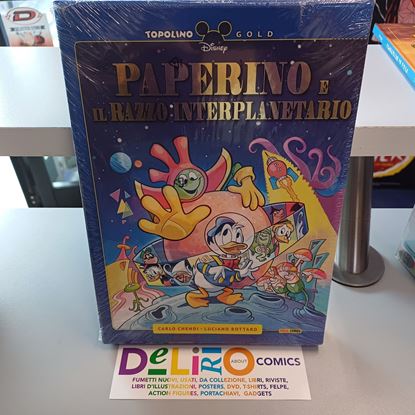 TOPOLINO GOLD
Disney
PAPERINO E
IL RAZZO INTERPLANETARIO
CARLO CHENDI • LUCIANO BOTTARO
DeLiRiO ABOUT COMICS
FUMETTI NUOVI, USATI, DA COLLEZIONE, LIBRI, RIVISTE,
LIBRI D'ILLUSTRAZIONI, POSTERS, DVD, T-SHIRTS, FELPE,
ACTION FIGURES, PORTACHIAVI, GADGETS